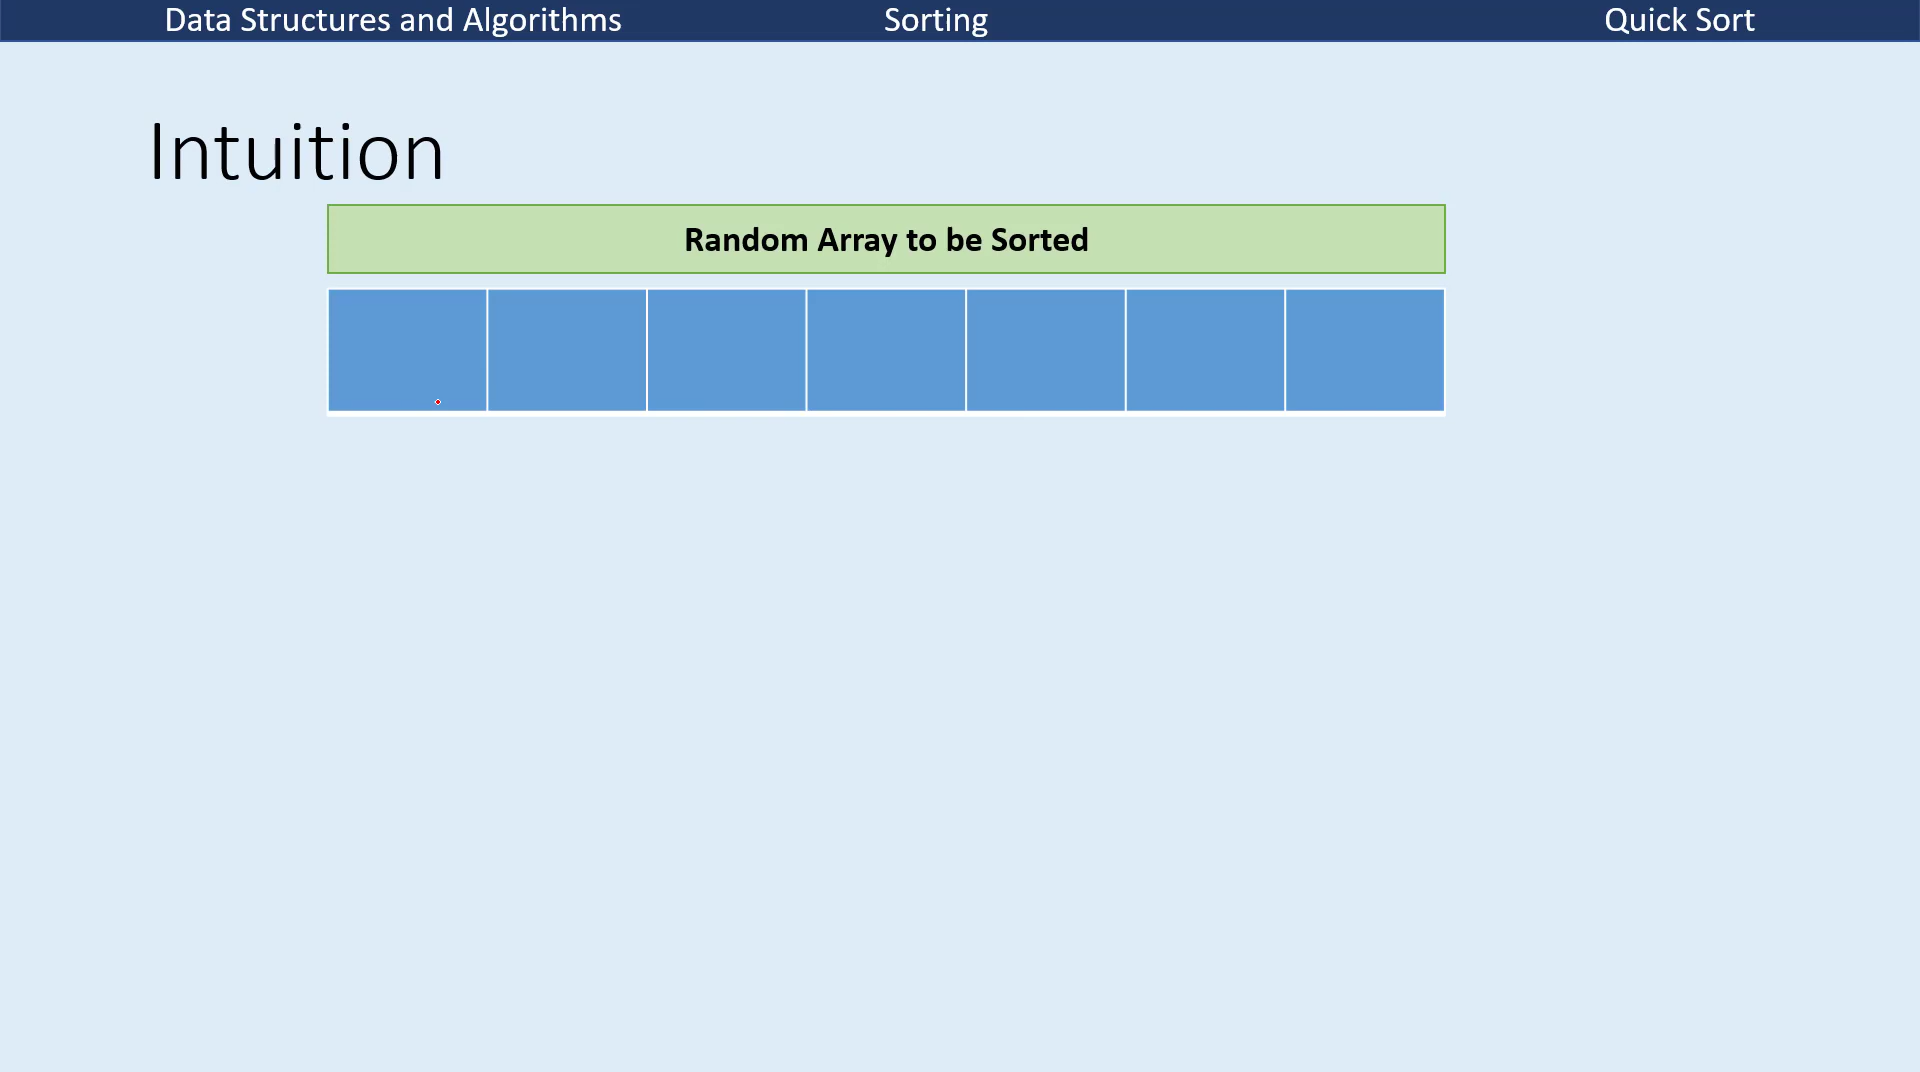 Data Structures and Algorithms Sorting Quick Sort
Intuition
Random Array to be Sorted